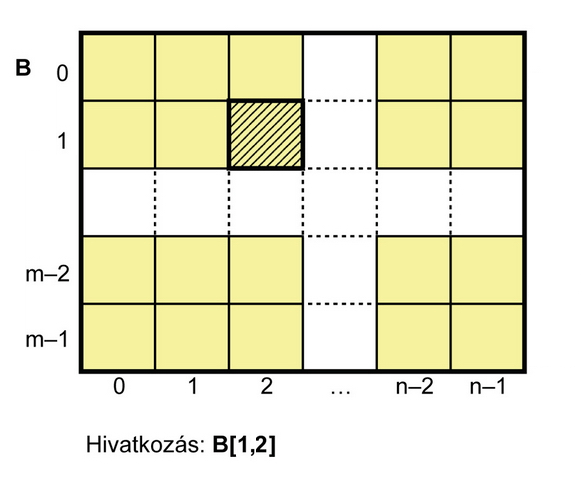 B 0
1
m–2
m–1
0 1 2 … n–2 n–1
Hivatkozás: B[1,2]